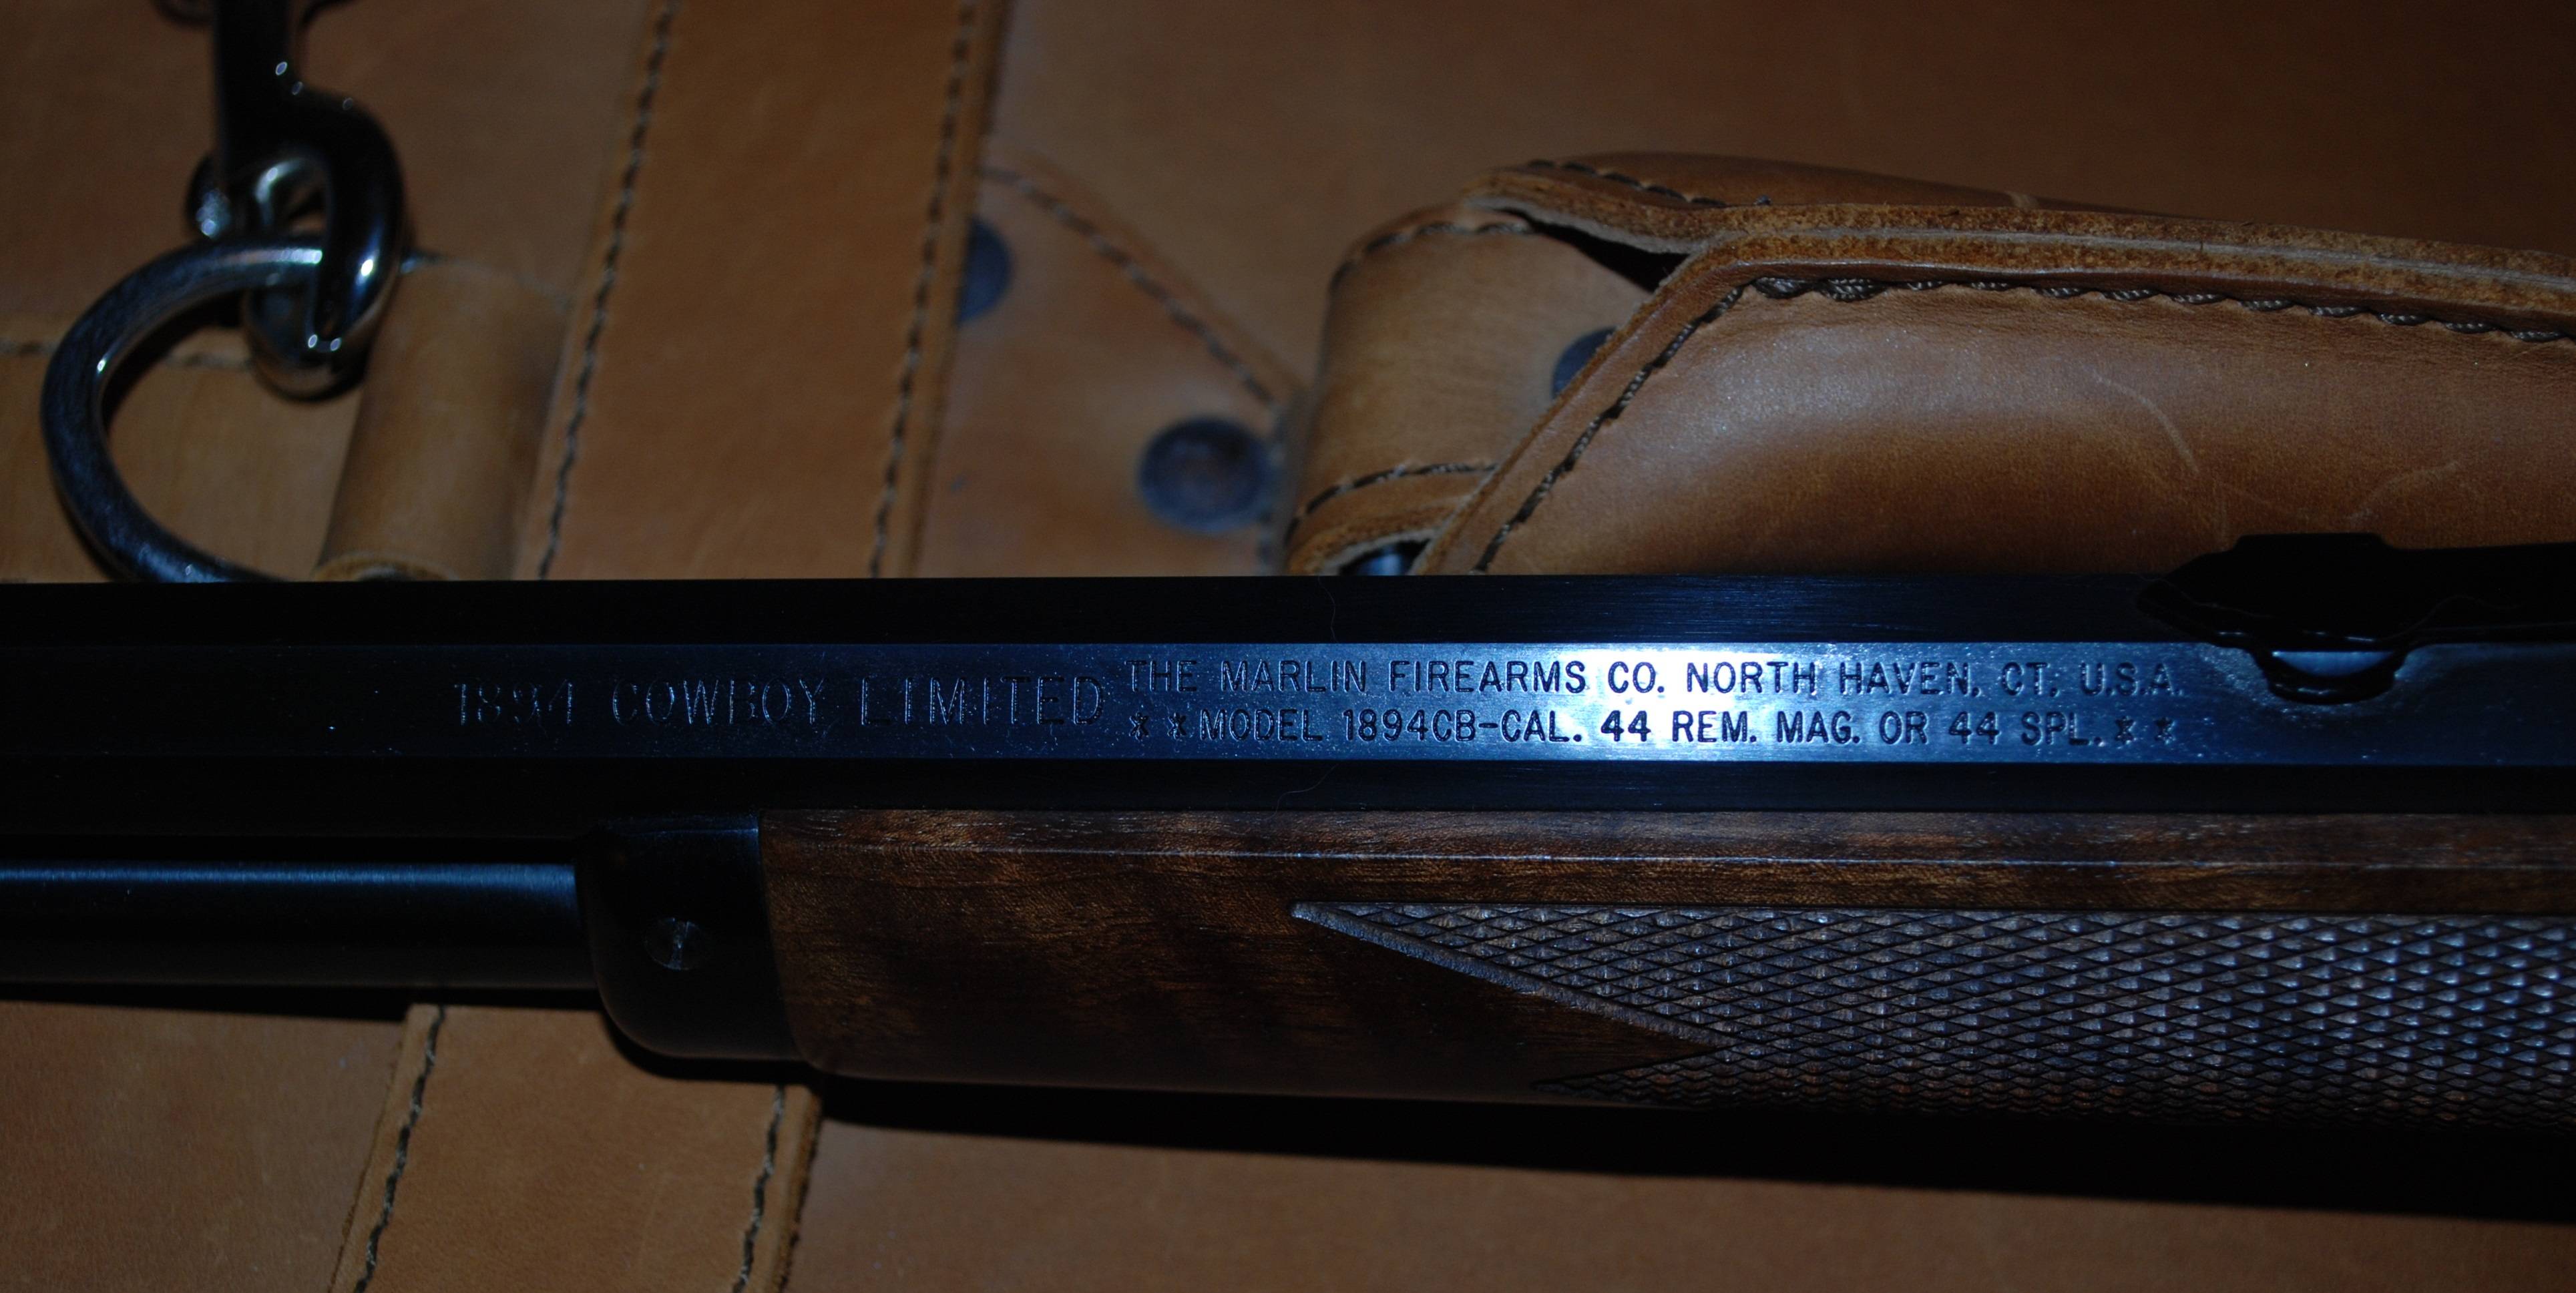 1894 COWBOY LIMITED
THE MARLIN FIREARMS CO. NORTH HAVEN, CT. U.S.A.
**MODEL 1894CB-CAL. 44 REM. MAG. OR 44 SPL.**